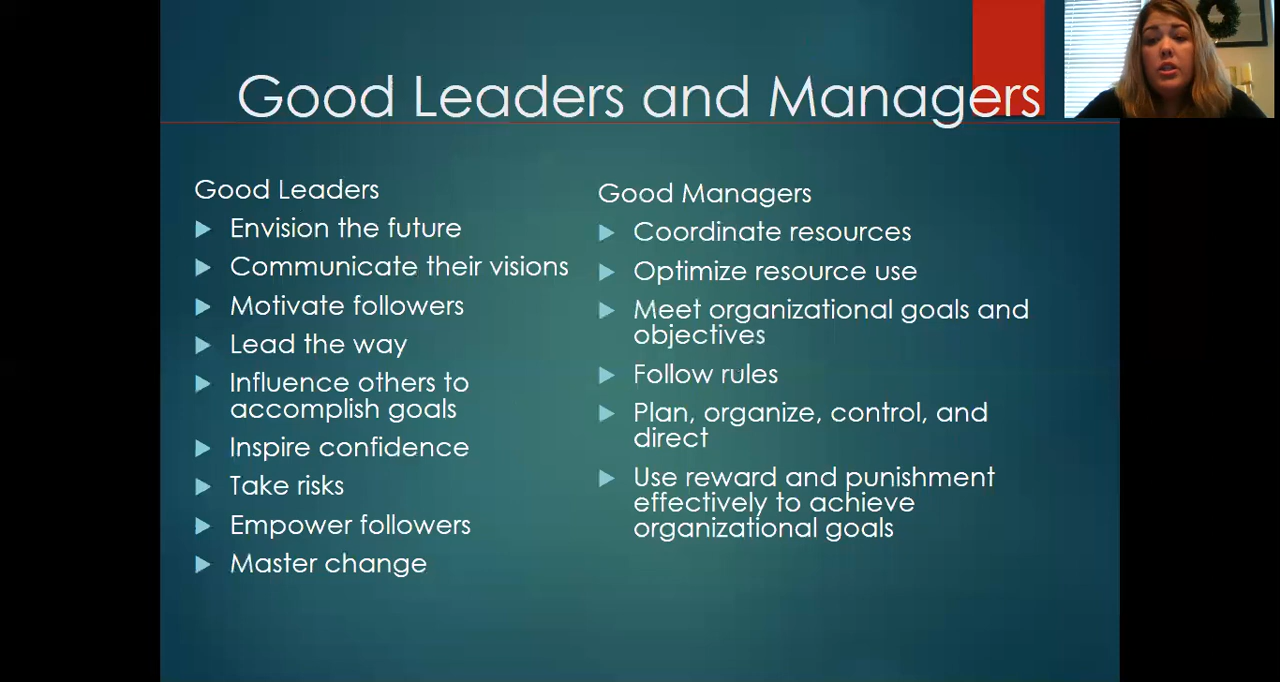 Good Leaders and Managers
Good Leaders
Envision the future
Communicate their visions
Motivate followers
Lead the way
Influence others to
accomplish goals
Inspire confidence
Take risks
Empower followers
Master change
Good Managers
Coordinate resources
Optimize resource use
Meet organizational goals and
objectives
Follow rules
Plan, organize, control, and
direct
Use reward and punishment
effectively to achieve
organizational goals